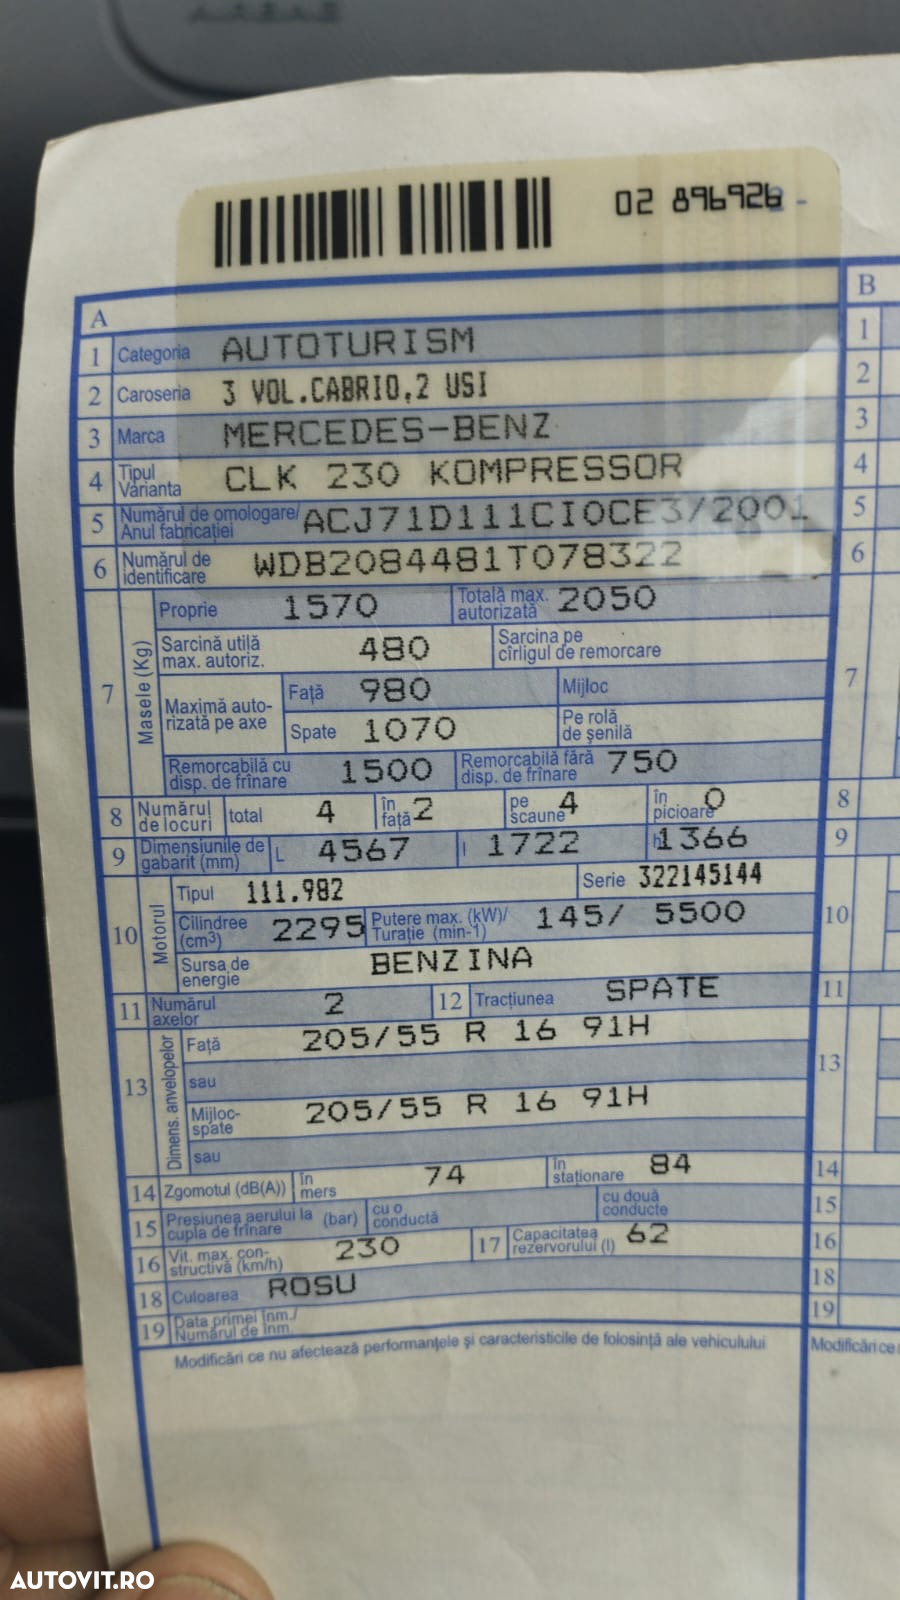 02 896926 -
A
B
1 Categoria AUTOTURISM 1
2 Caroseria 3 VOL.CABRIO,2 USI 2
3 Marca MERCEDES-BENZ 3
4 Tipul Varianta CLK 230 KOMPRESSOR 4
5 Numărul de omologare/ Anul fabricației ACJ71D111CI0CE3/2001 5
6 Numărul de identificare WDB2084481T078322 6
7 Masele (Kg) Proprie 1570 Totală max. autorizată 2050 7
Sarcină utilă max. autoriz. 480 Sarcina pe cîrligul de remorcare
Maximă autorizată pe axe Față 980 Mijloc
Spate 1070 Pe rolă de șenilă
Remorcabilă cu disp. de frînare 1500 Remorcabilă fără disp. de frînare 750
8 Numărul de locuri total 4 în față 2 pe scaune 4 în picioare 0 8
9 Dimensiunile de gabarit (mm) L 4567 l 1722 h 1366 9
10 Motorul Tipul 111.982 Serie 322145144 10
Cilindree (cm3) 2295 Putere max. (kW)/ Turație (min-1) 145/ 5500
Sursa de energie BENZINA
11 Numărul axelor 2 12 Tracțiunea SPATE 11
13 Dimens. anvelopelor Față 205/55 R 16 91H 13
sau
Mijloc-spate 205/55 R 16 91H
sau
14 Zgomotul (dB(A)) în mers 74 în staționare 84 14
15 Presiunea aerului la cupla de frînare (bar) cu o conductă cu două conducte 15
16 Vit. max. constructivă (km/h) 230 17 Capacitatea rezervorului (l) 62 16
18 Culoarea ROSU 18
19 Data primei înm./ Numărul de înm. 19
Modificări ce nu afectează performanțele și caracteristicile de folosință ale vehiculului
Modificări ce
AUTOVIT.RO